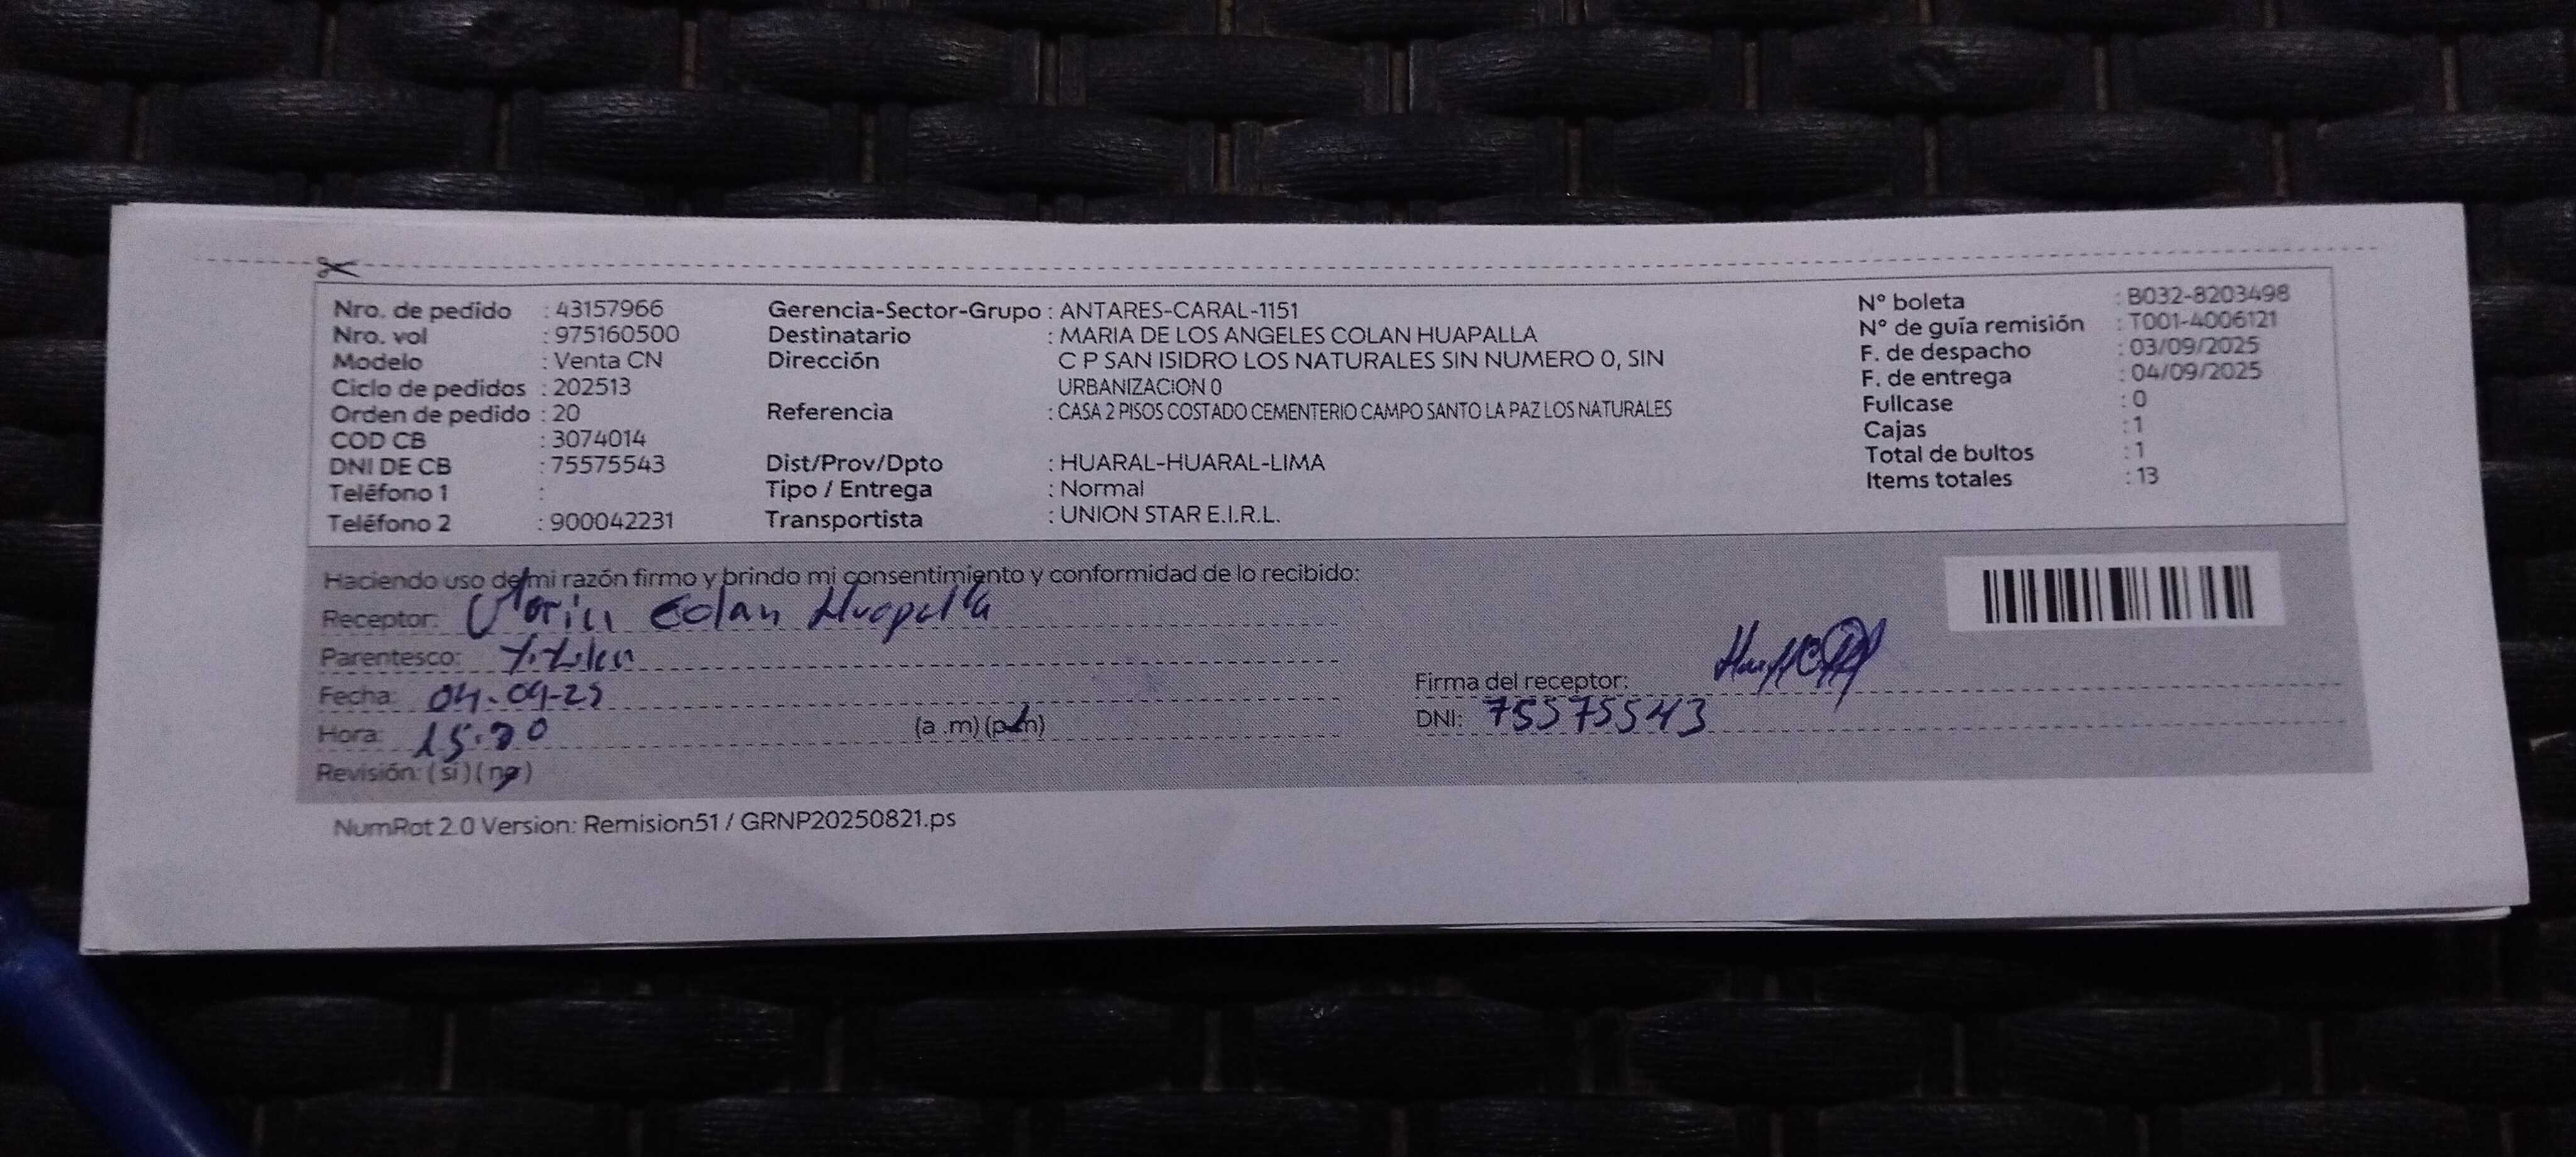 Nro. de pedido : 43157966
Nro. vol : 975160500
Modelo : Venta CN
Ciclo de pedidos : 202513
Orden de pedido : 20
COD CB : 3074014
DNI DE CB : 75575543
Teléfono 1 :
Teléfono 2 : 900042231
Gerencia-Sector-Grupo : ANTARES-CARAL-1151
Destinatario : MARIA DE LOS ANGELES COLAN HUAPALLA
Dirección C P SAN ISIDRO LOS NATURALES SIN NUMERO 0, SIN
URBANIZACION 0
Referencia : CASA 2 PISOS COSTADO CEMENTERIO CAMPO SANTO LA PAZ LOS NATURALES
Dist/Prov/Dpto : HUARAL-HUARAL-LIMA
Tipo / Entrega : Normal
Transportista : UNION STAR E.I.R.L.
N° boleta : B032-8203498
N° de guía remisión : T001-4006121
F. de despacho : 03/09/2025
F. de entrega : 04/09/2025
Fullcase : 0
Cajas : 1
Total de bultos : 1
Items totales : 13
Haciendo uso de mi razón firmo y brindo mi consentimiento y conformidad de lo recibido:
Receptor: Colan Huapalla
Parentesco:
Fecha: 04-09-25
Hora: (a .m) (p.m)
Revisión: ( si ) ( no )
Firma del receptor:
DNI: 75575543
NumRot 2.0 Version: Remision51 / GRNP20250821.ps